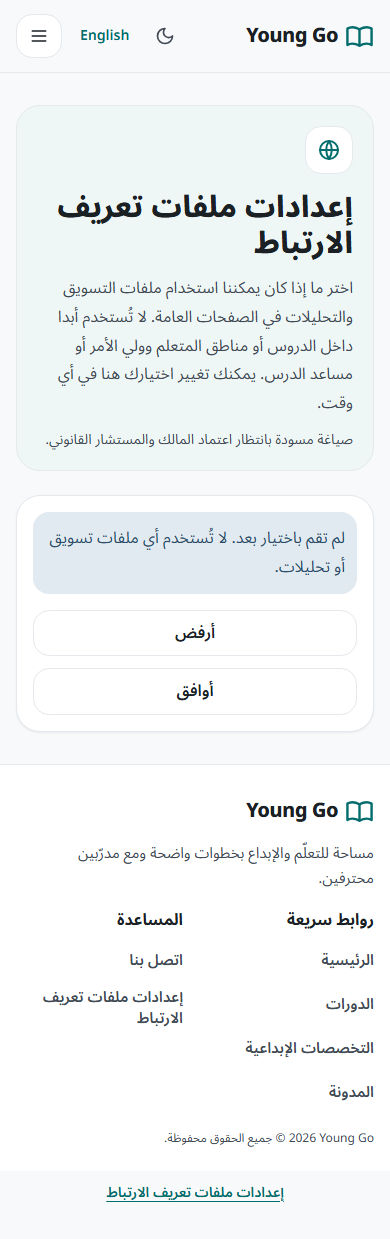 Young Go
English
إعدادات ملفات تعريف
الارتباط
اختر ما إذا كان يمكننا استخدام ملفات التسويق
والتحليلات في الصفحات العامة. لا تُستخدم أبدا
داخل الدروس أو مناطق المتعلم وولي الأمر أو
مساعد الدرس. يمكنك تغيير اختيارك هنا في أي
وقت.
صياغة مسودة بانتظار اعتماد المالك والمستشار القانوني.
لم تقم باختيار بعد. لا تُستخدم أي ملفات تسويق
أو تحليلات.
أرفض
أوافق
Young Go
مساحة للتعلّم والإبداع بخطوات واضحة ومع مدرّبين
محترفين.
روابط سريعة
الرئيسية
الدورات
التخصصات الإبداعية
المدونة
المساعدة
اتصل بنا
إعدادات ملفات تعريف
الارتباط
© 2026 Young Go جميع الحقوق محفوظة.
إعدادات ملفات تعريف الارتباط